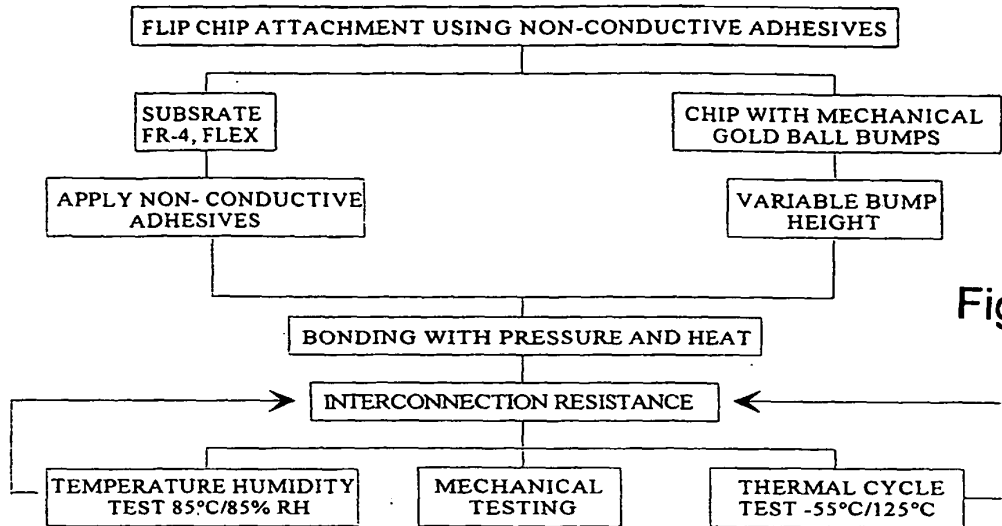 FLIP CHIP ATTACHMENT USING NON-CONDUCTIVE ADHESIVES
SUBSRATE
FR-4, FLEX
CHIP WITH MECHANICAL
GOLD BALL BUMPS
APPLY NON- CONDUCTIVE
ADHESIVES
VARIABLE BUMP
HEIGHT
Fig
BONDING WITH PRESSURE AND HEAT
INTERCONNECTION RESISTANCE
TEMPERATURE HUMIDITY
TEST 85°C/85% RH
MECHANICAL
TESTING
THERMAL CYCLE
TEST -55°C/125°C